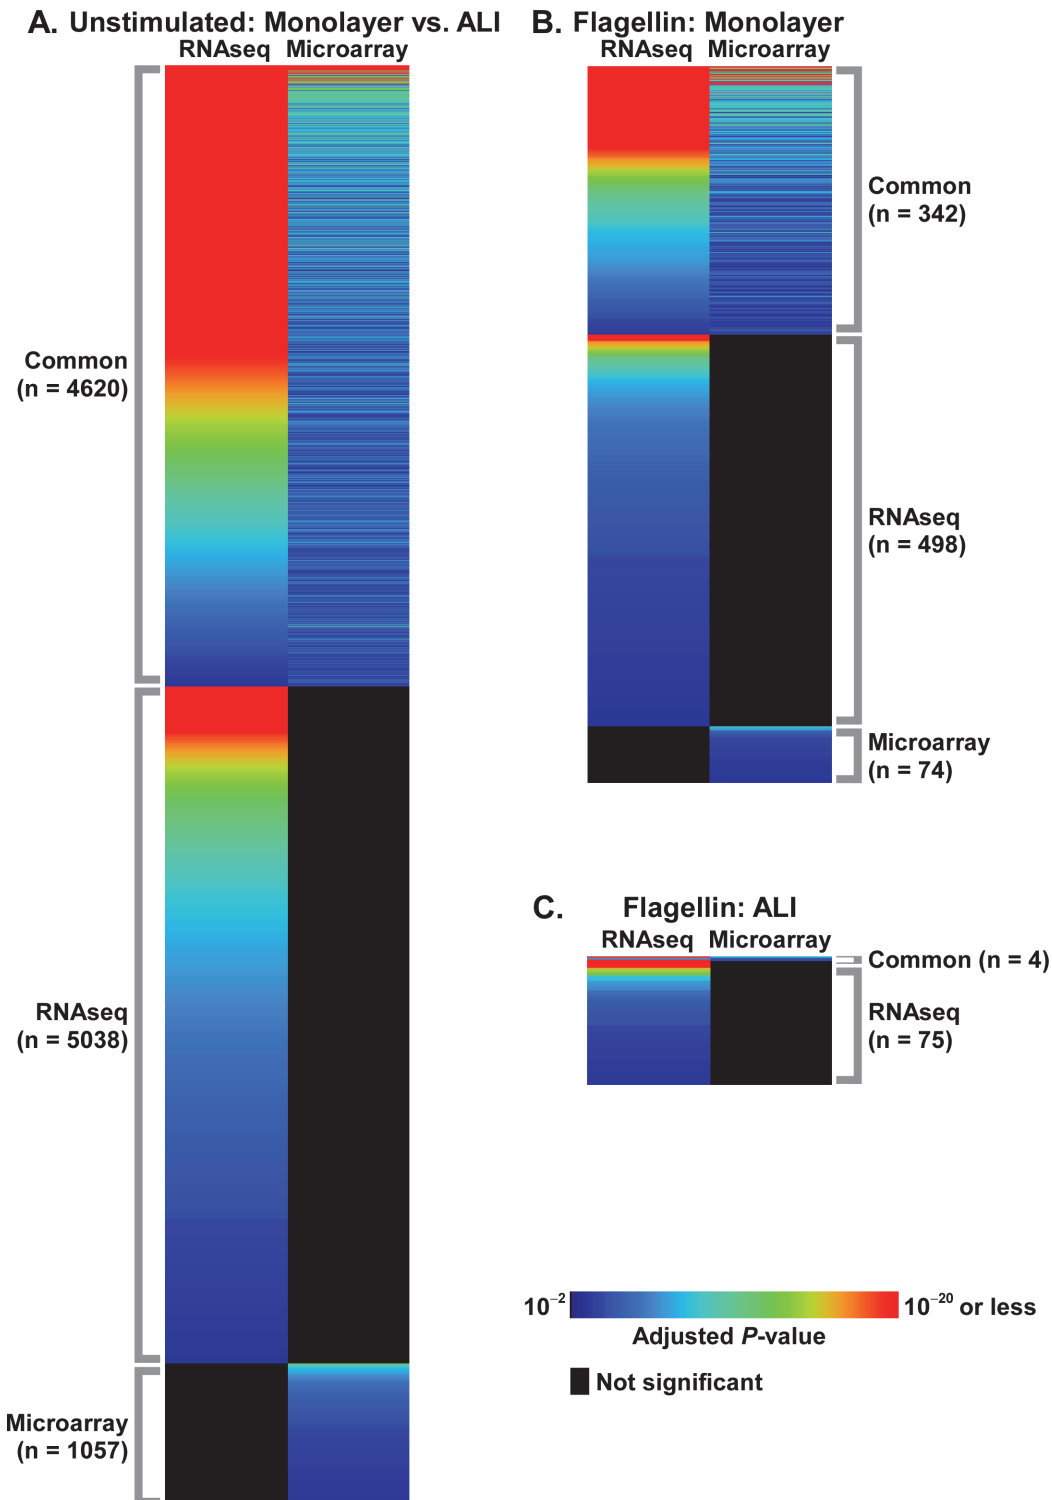 A. Unstimulated: Monolayer vs. ALI
RNAseq Microarray
Common
(n = 4620)
RNAseq
(n = 5038)
Microarray
(n = 1057)
B. Flagellin: Monolayer
RNAseq Microarray
Common
(n = 342)
RNAseq
(n = 498)
Microarray
(n = 74)
C. Flagellin: ALI
RNAseq Microarray
Common (n = 4)
RNAseq
(n = 75)
10⁻² 10⁻²⁰ or less
Adjusted P-value
Not significant